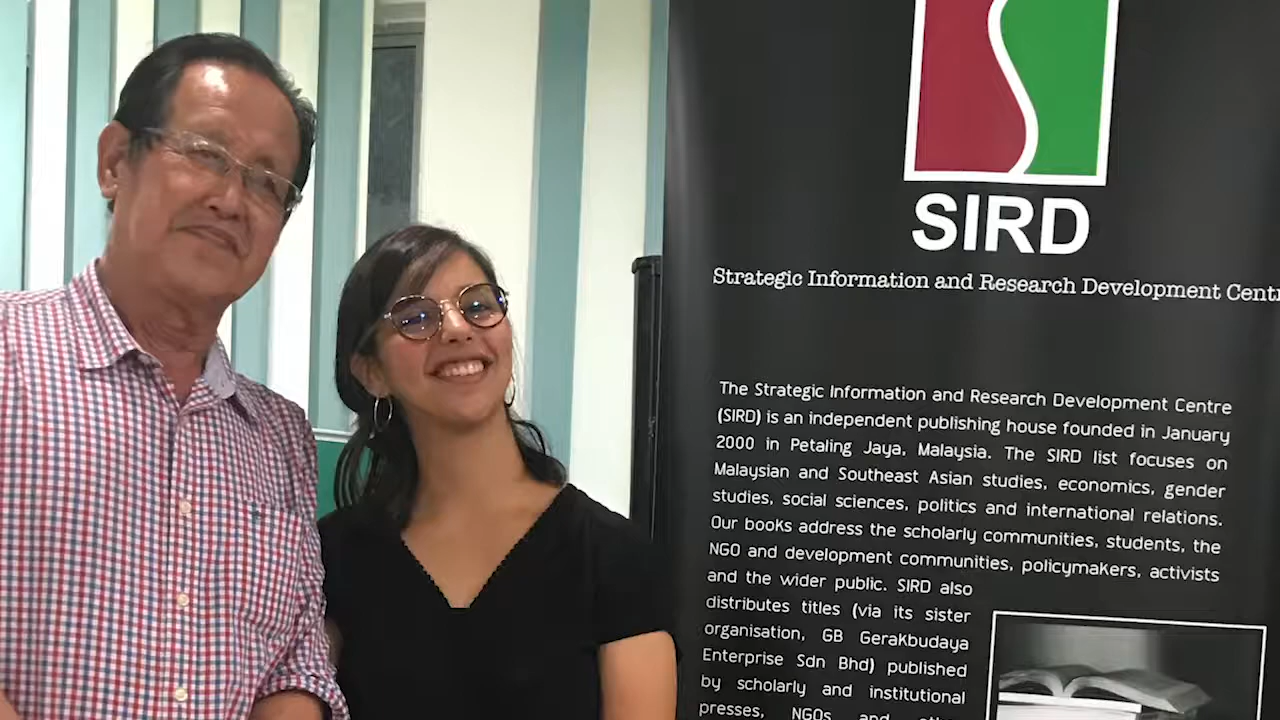 SIRD
Strategic Information and Research Development
The Strategic Information and Research Development Centre
(SIRD) is an independent publishing house founded in January
2000 in Petaling Jaya, Malaysia. The SIRD list focuses on
Malaysian and Southeast Asian studies, economics, gender
studies, social sciences, politics and international relations.
Our books address the scholarly communities, students, the
NGO and development communities, policymakers, activists
and the wider public. SIRD also
distributes titles (via its sister
organisation, GB Gerakbudaya
Enterprise Sdn Bhd) published
by scholarly and institutional
presses, NGOs and